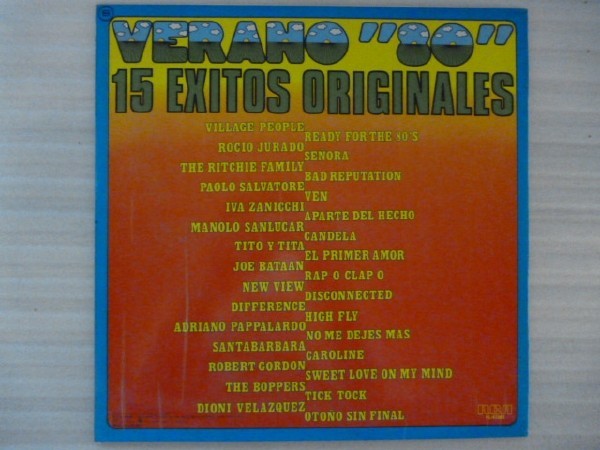 VERANO "80"
15 EXITOS ORIGINALES
VILLAGE PEOPLE
READY FOR THE 80'S
ROCIO JURADO
SEÑORA
THE RITCHIE FAMILY
BAD REPUTATION
PAOLO SALVATORE
VEN
IVA ZANICCHI
APARTE DEL HECHO
MANOLO SANLUCAR
CANDELA
TITO Y TITA
EL PRIMER AMOR
JOE BATAAN
RAP O CLAP O
NEW VIEW
DISCONNECTED
DIFFERENCE
HIGH FLY
ADRIANO PAPPALARDO
NO ME DEJES MAS
SANTABARBARA
CAROLINE
ROBERT GORDON
SWEET LOVE ON MY MIND
THE BOPPERS
TICK TOCK
DIONI VELAZQUEZ
OTOÑO SIN FINAL
RCA